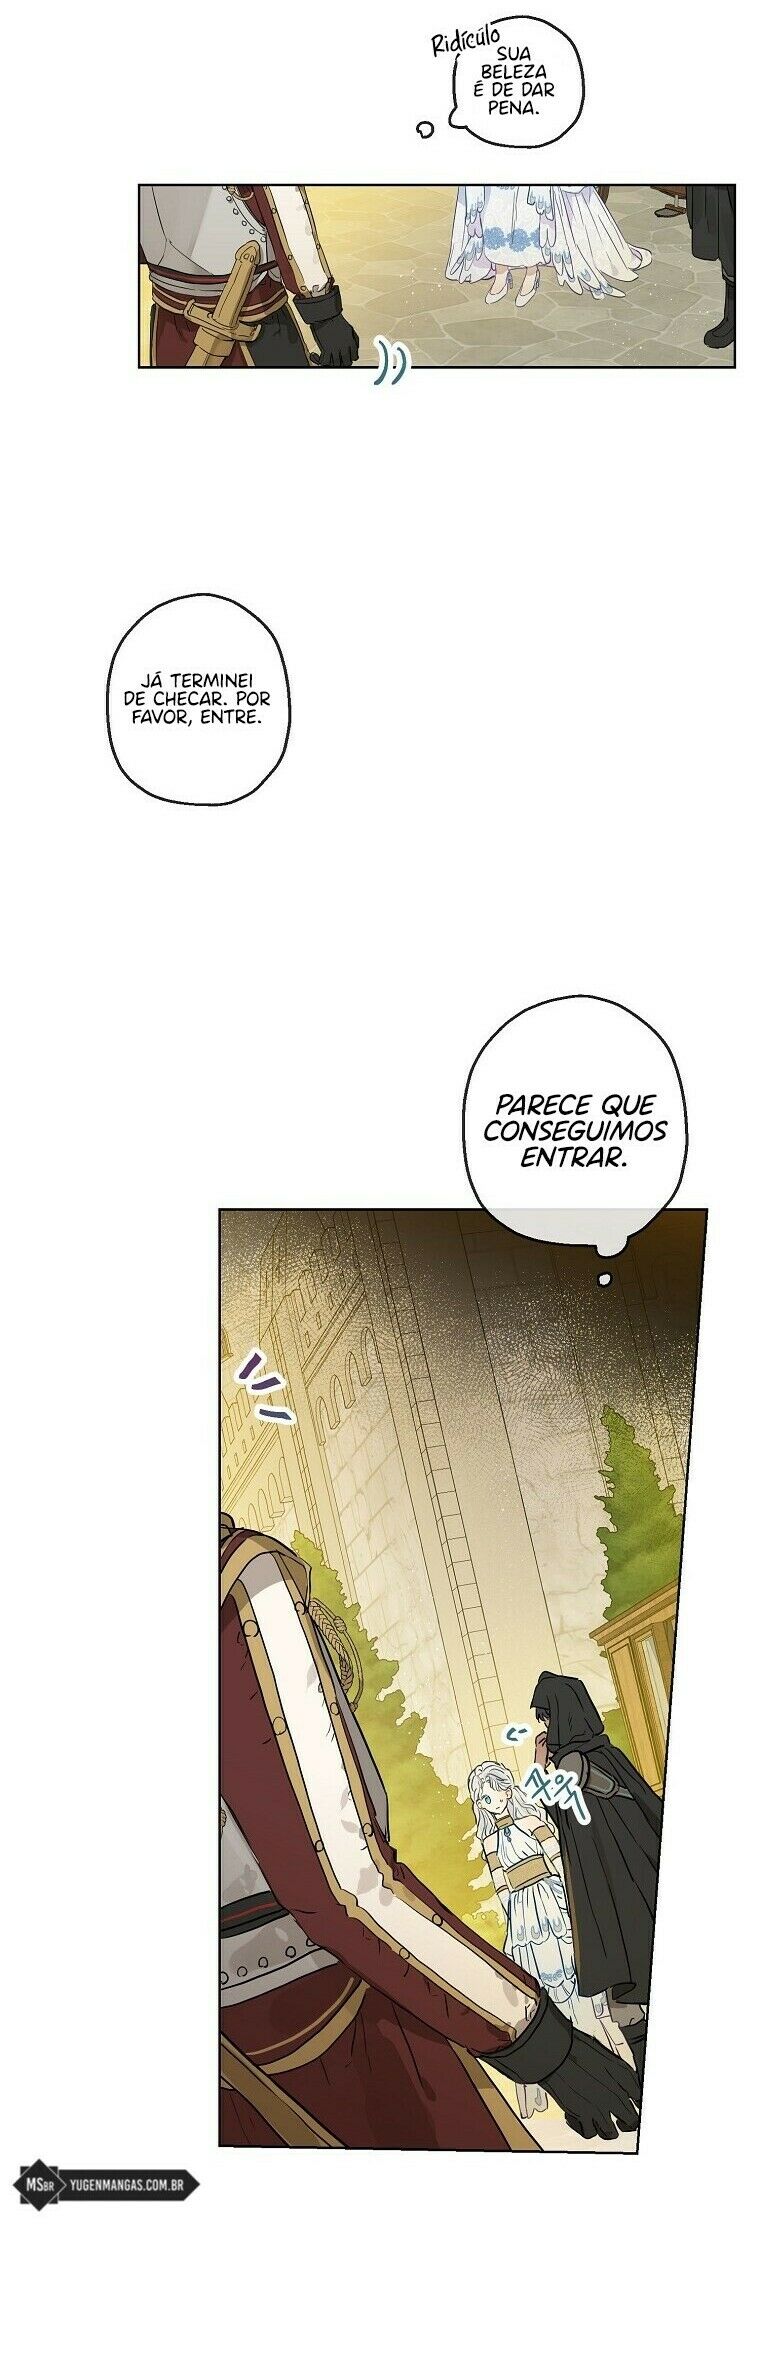 Ridículo
SUA
BELEZA
É DE DAR
PENA.
JÁ TERMINEI
DE CHECAR. POR
FAVOR, ENTRE.
PARECE QUE
CONSEGUIMOS
ENTRAR.
MSBR YUGENMANGAS.COM.BR